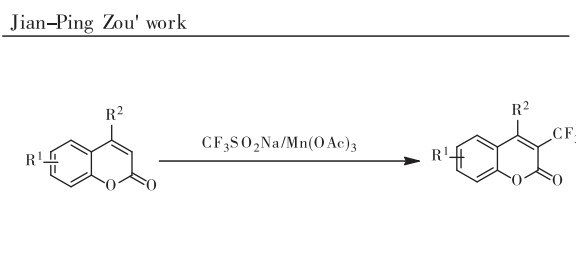 Jian–Ping Zou' work
R²
R¹
O
O
CF₃SO₂Na/Mn(OAc)₃
R²
CF₃
R¹
O
O